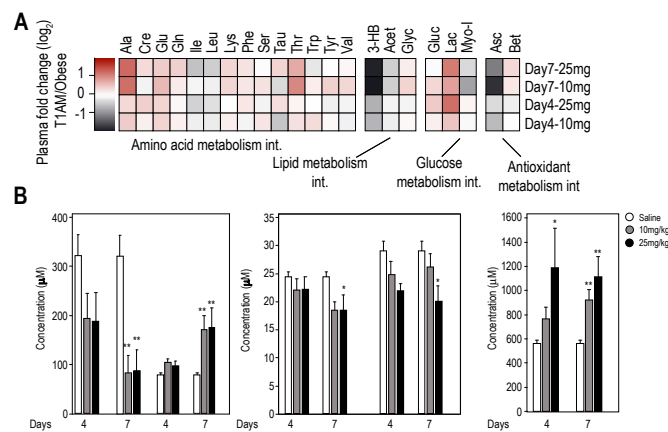 A
Plasma fold change (log2)
T1AM/Obese
1
0
-1
Ala Cre Glu Gln Ile Leu Lys Phe Ser Tau Thr Trp Tyr Val 3-HB Acet Glyc Gluc Lac Myo-I Asc Bet
Day7-25mg
Day7-10mg
Day4-25mg
Day4-10mg
Amino acid metabolism int.
Lipid metabolism
int.
Glucose
metabolism int.
Antioxidant
metabolism int
B
Saline
10mg/kg
25mg/kg
Concentration (µM)
400
300
200
100
0
** **
** **
Days 4 7 4 7
Concentration (µM)
35
30
25
20
15
10
5
0
*
*
4 7 4 7
Concentration (µM)
1600
1400
1200
1000
800
600
400
200
0
*
** **
4 7